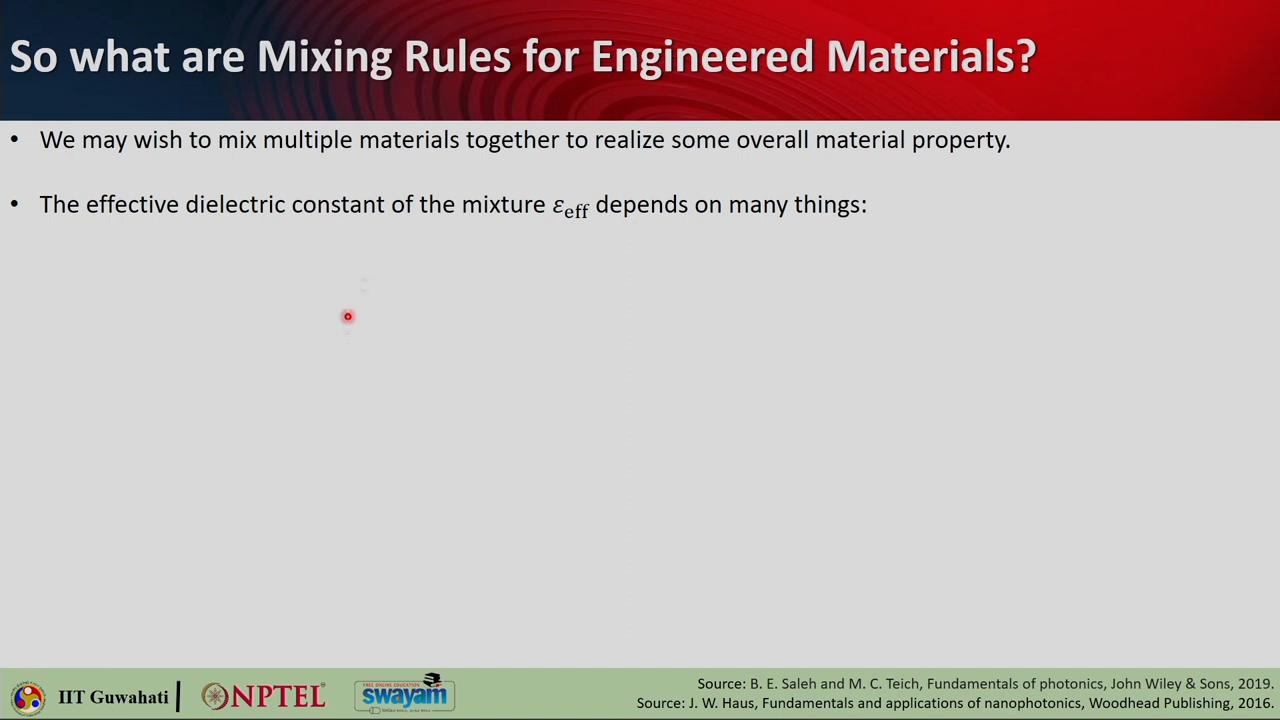 So what are Mixing Rules for Engineered Materials?
• We may wish to mix multiple materials together to realize some overall material property.
• The effective dielectric constant of the mixture εeff depends on many things:
IIT Guwahati
NPTEL
FREE ONLINE EDUCATION
swayam
Source: B. E. Saleh and M. C. Teich, Fundamentals of photonics, John Wiley & Sons, 2019.
Source: J. W. Haus, Fundamentals and applications of nanophotonics, Woodhead Publishing, 2016.